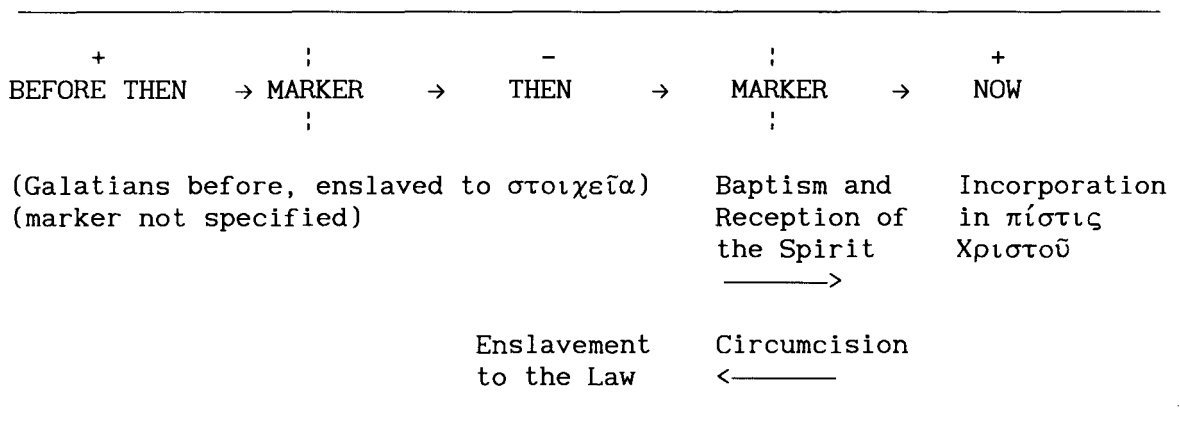 + ¦ − ¦ +
BEFORE THEN → MARKER → THEN → MARKER → NOW
¦ ¦
(Galatians before, enslaved to στοιχεῖα) Baptism and Incorporation
(marker not specified) Reception of in πίστις
the Spirit Χριστοῦ
———>
Enslavement Circumcision
to the Law <———